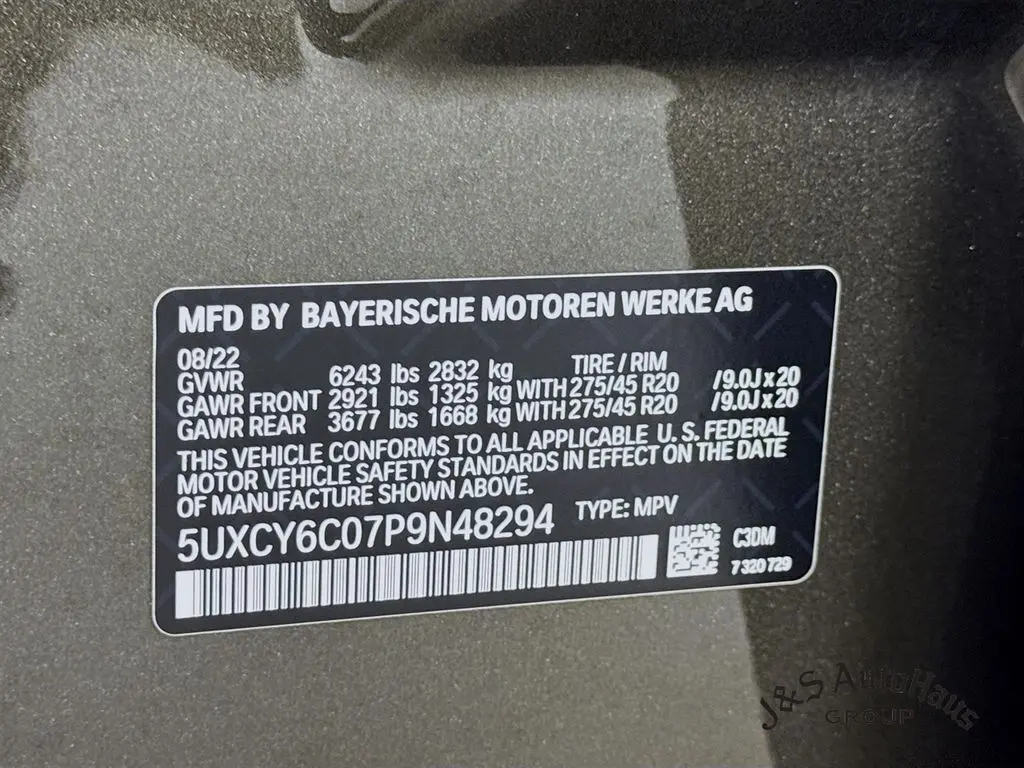 MFD BY BAYERISCHE MOTOREN WERKE AG
08/22 TIRE / RIM
GVWR 6243 lbs 2832 kg
GAWR FRONT 2921 lbs 1325 kg WITH 275/45 R20 /9.0J x 20
GAWR REAR 3677 lbs 1668 kg WITH 275/45 R20 /9.0J x 20
THIS VEHICLE CONFORMS TO ALL APPLICABLE U. S. FEDERAL
MOTOR VEHICLE SAFETY STANDARDS IN EFFECT ON THE DATE
OF MANUFACTURE SHOWN ABOVE.
5UXCY6C07P9N48294 TYPE: MPV
C3DM
7 320 729
J&S AutoHaus
GROUP